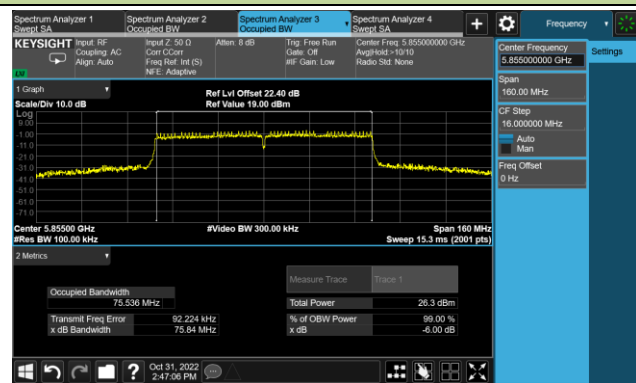 Spectrum Analyzer 1
Swept SA
Spectrum Analyzer 2
Occupied BW
Spectrum Analyzer 3
Occupied BW
Spectrum Analyzer 4
Swept SA
+
Frequency
KEYSIGHT
Input: RF
Coupling: AC
Align: Auto
Input Z: 50 Ω
Corr CCorr
Freq Ref: Int (S)
NFE: Adaptive
Atten: 8 dB
Trig: Free Run
Gate: Off
#IF Gain: Low
Center Freq: 5.855000000 GHz
Avg|Hold:>10/10
Radio Std: None
Center Frequency
5.855000000 GHz
Settings
Span
160.00 MHz
CF Step
16.000000 MHz
Auto
Man
Freq Offset
0 Hz
1 Graph
Scale/Div 10.0 dB
Ref Lvl Offset 22.40 dB
Ref Value 19.00 dBm
Log
9.00
-1.00
-11.0
-21.0
-31.0
-41.0
-51.0
-61.0
-71.0
Center 5.85500 GHz
#Res BW 100.00 kHz
#Video BW 300.00 kHz
Span 160 MHz
Sweep 15.3 ms (2001 pts)
2 Metrics
Measure Trace
Trace 1
Occupied Bandwidth
75.536 MHz
Total Power
26.3 dBm
Transmit Freq Error
92.224 kHz
% of OBW Power
99.00 %
x dB Bandwidth
75.84 MHz
x dB
-6.00 dB
?
Oct 31, 2022
2:47:06 PM